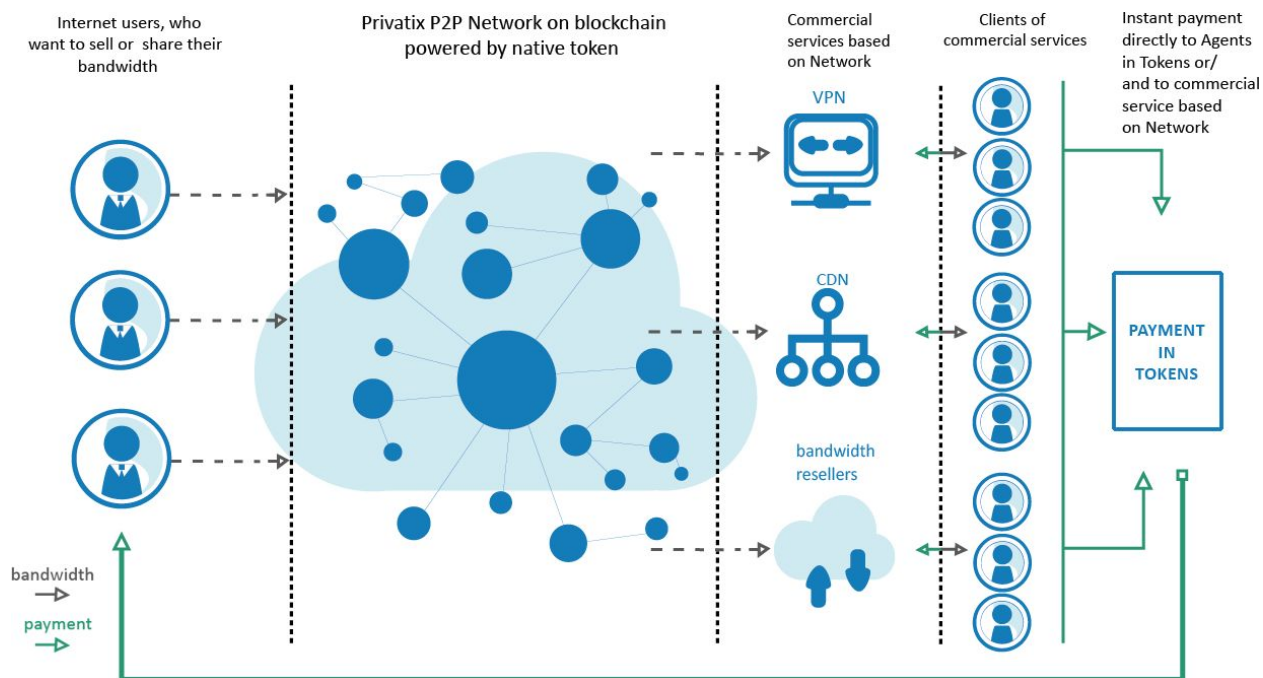 Internet users, who
want to sell or share their
bandwidth
Privatix P2P Network on blockchain
powered by native token
Commercial
services based
on Network
Clients of
commercial services
Instant payment
directly to Agents
in Tokens or/
and to commercial
service based
on Network
VPN
CDN
bandwidth
resellers
PAYMENT
IN
TOKENS
bandwidth
payment